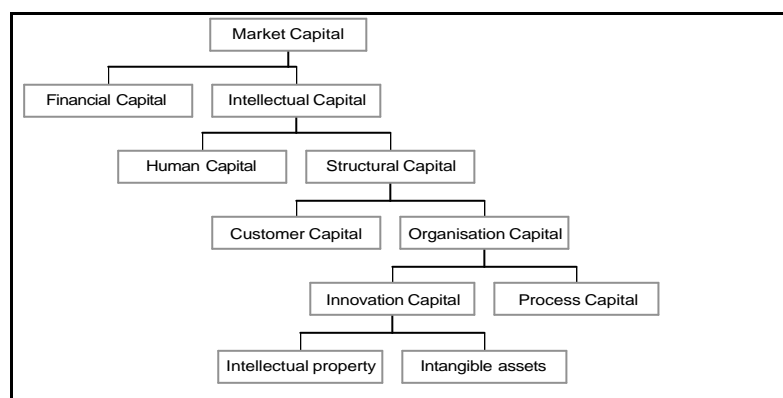 Market Capital
Financial Capital
Intellectual Capital
Human Capital
Structural Capital
Customer Capital
Organisation Capital
Innovation Capital
Process Capital
Intellectual property
Intangible assets